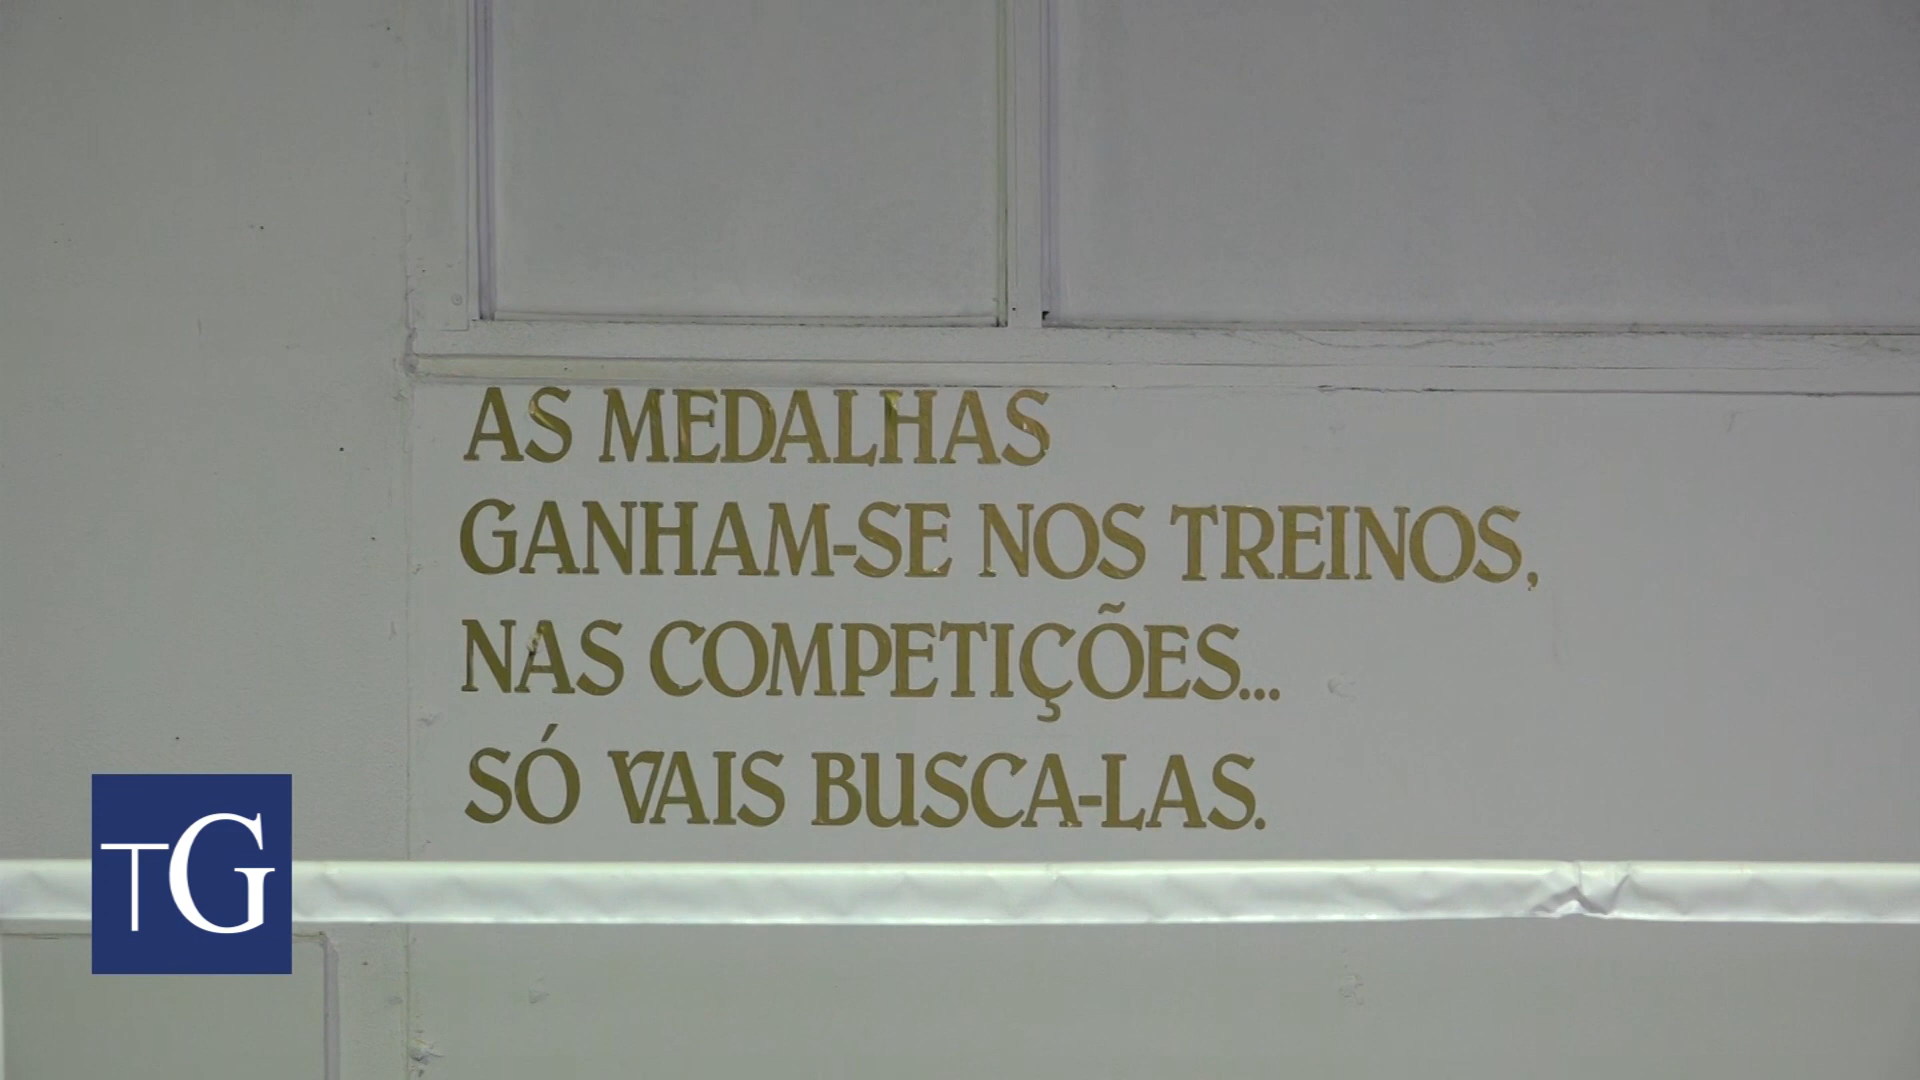 AS MEDALHAS
GANHAM-SE NOS TREINOS,
NAS COMPETIÇÕES...
SÓ VAIS BUSCA-LAS.
TG